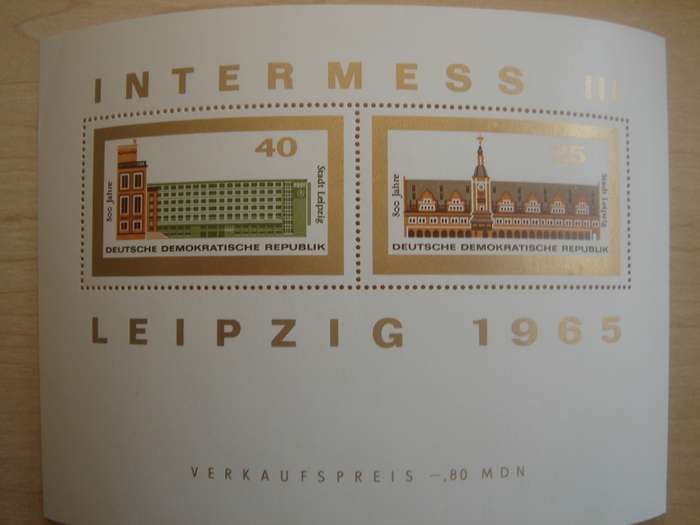 INTERMESS III
40
800 Jahre
Stadt Leipzig
DEUTSCHE DEMOKRATISCHE REPUBLIK
25
800 Jahre
Stadt Leipzig
DEUTSCHE DEMOKRATISCHE REPUBLIK
LEIPZIG 1965
VERKAUFSPREIS –,80 MDN